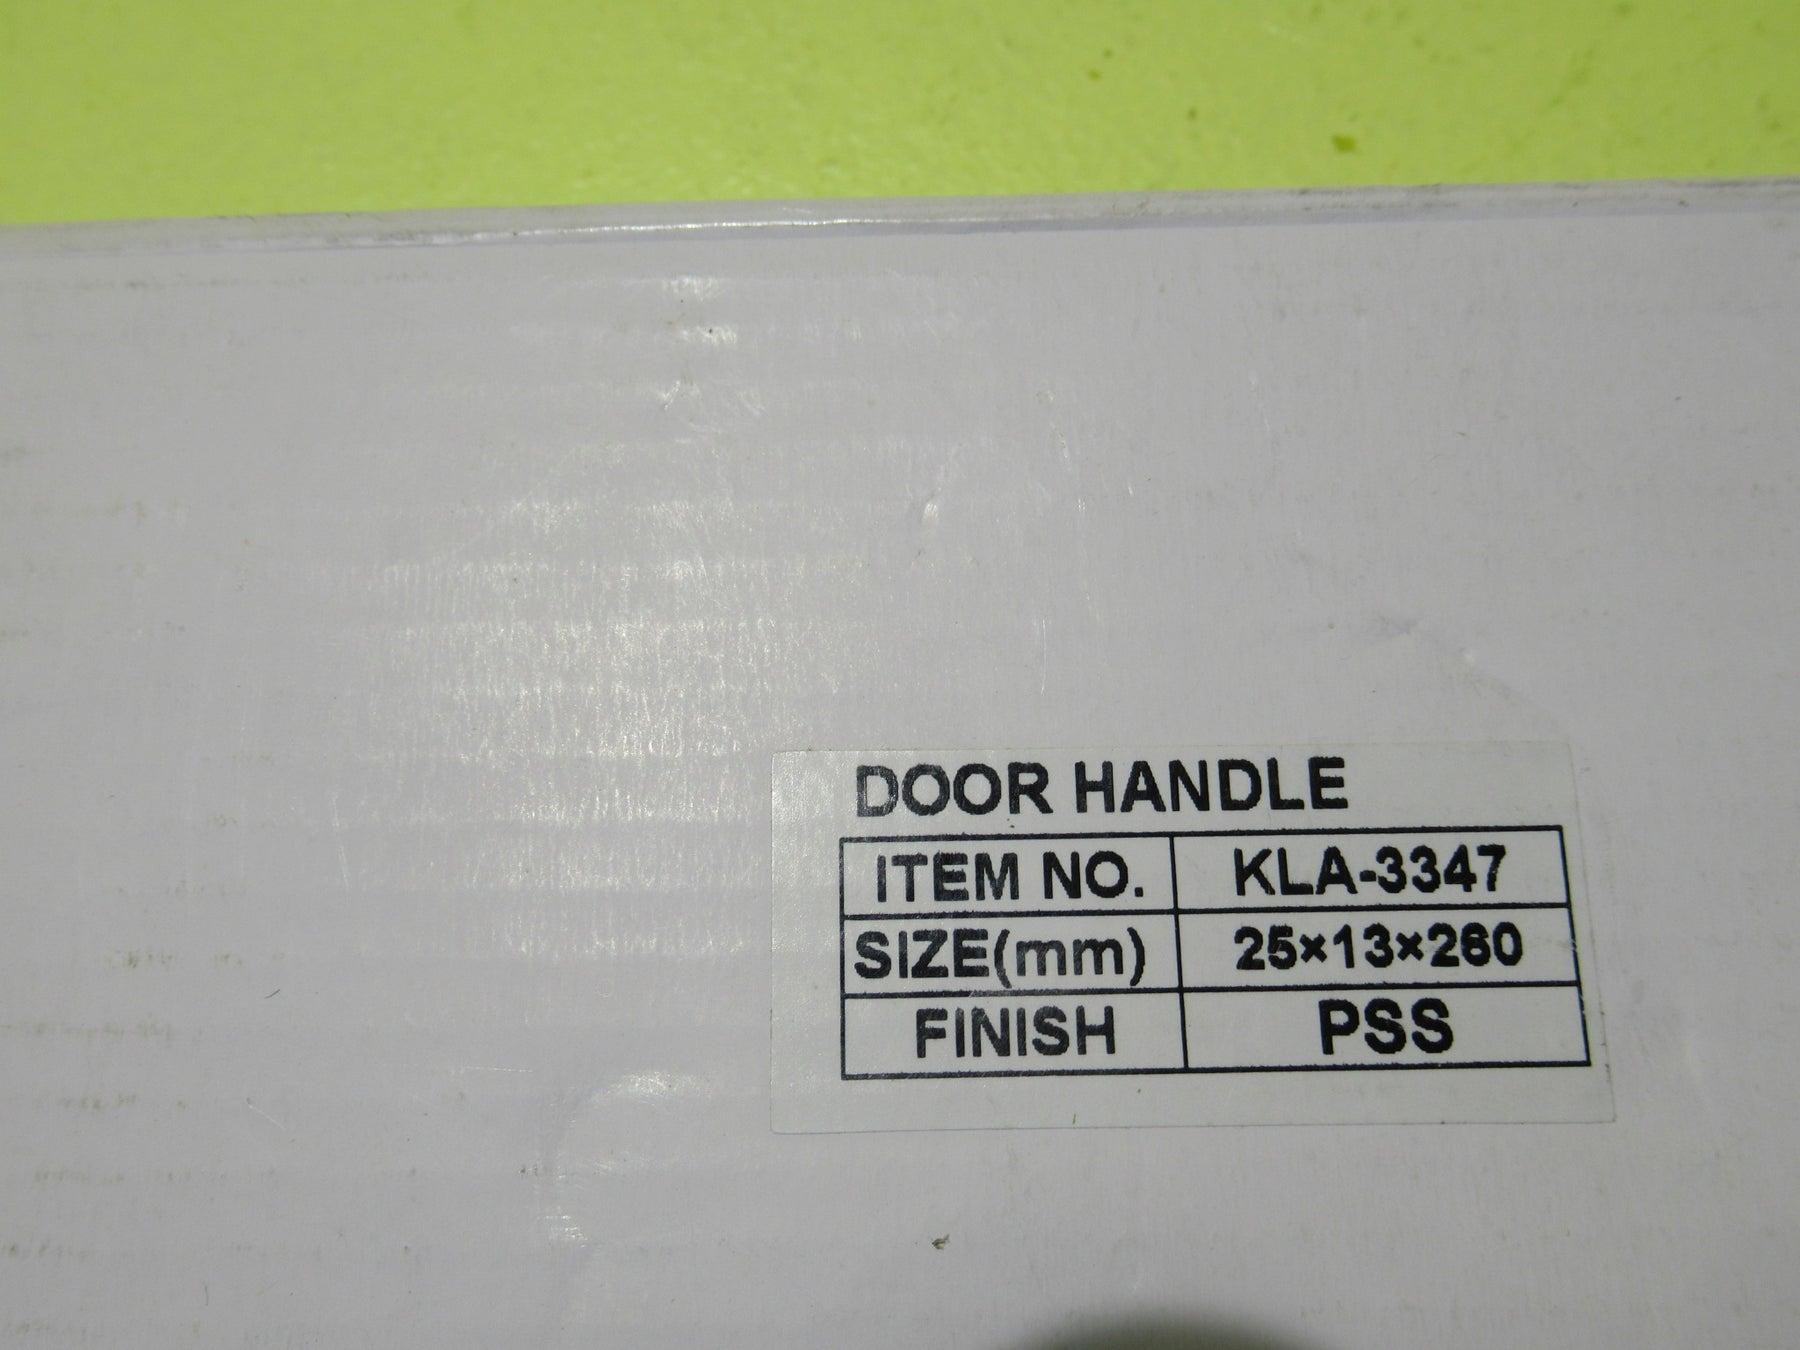 DOOR HANDLE
ITEM NO. KLA-3347
SIZE(mm) 25×13×260
FINISH PSS